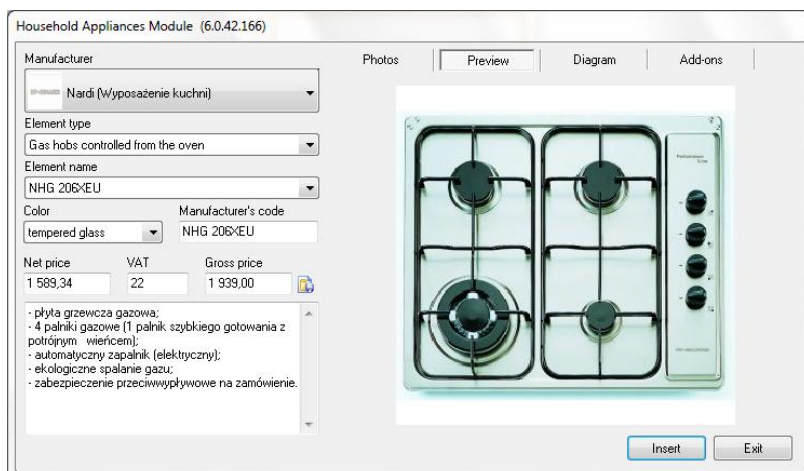 Household Appliances Module (6.0.42.166)
Manufacturer
Nardi (Wyposażenie kuchni)
Element type
Gas hobs controlled from the oven
Element name
NHG 206XEU
Color Manufacturer's code
tempered glass NHG 206XEU
Net price VAT Gross price
1 589,34 22 1 939,00
- płyta grzewcza gazowa;
- 4 palniki gazowe (1 palnik szybkiego gotowania z
potrójnym wieńcem);
- automatyczny zapalnik (elektryczny);
- ekologiczne spalanie gazu;
- zabezpieczenie przeciwwypływowe na zamówienie.
Photos Preview Diagram Add-ons
Insert Exit